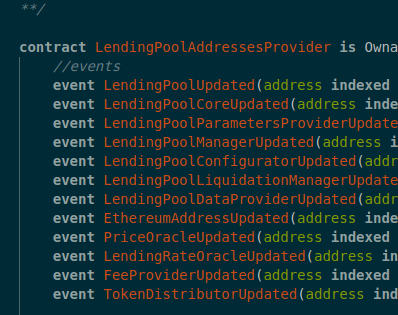 **/
contract LendingPoolAddressesProvider is Owna
//events
event LendingPoolUpdated(address indexed
event LendingPoolCoreUpdated(address inde
event LendingPoolParametersProviderUpdate
event LendingPoolManagerUpdated(address i
event LendingPoolConfiguratorUpdated(addr
event LendingPoolLiquidationManagerUpdate
event LendingPoolDataProviderUpdated(addr
event EthereumAddressUpdated(address inde
event PriceOracleUpdated(address indexed
event LendingRateOracleUpdated(address in
event FeeProviderUpdated(address indexed
event TokenDistributorUpdated(address ind